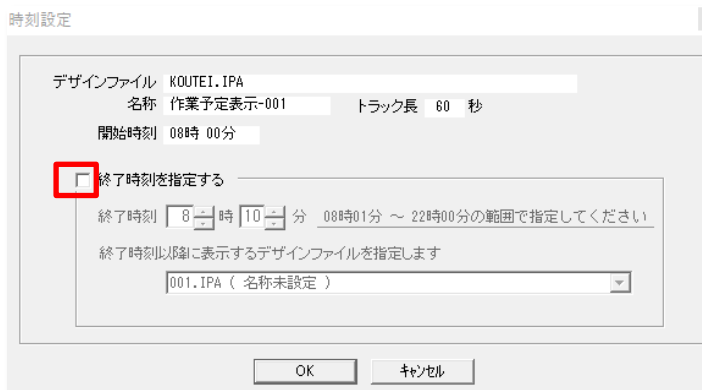 時刻設定
デザインファイル KOUTEI.IPA
名称 作業予定表示-001 トラック長 60 秒
開始時刻 08時 00分
終了時刻を指定する
終了時刻 8 時 10 分 08時01分 ～ 22時00分の範囲で指定してください
終了時刻以降に表示するデザインファイルを指定します
001.IPA ( 名称未設定 )
OK ｷｬﾝｾﾙ